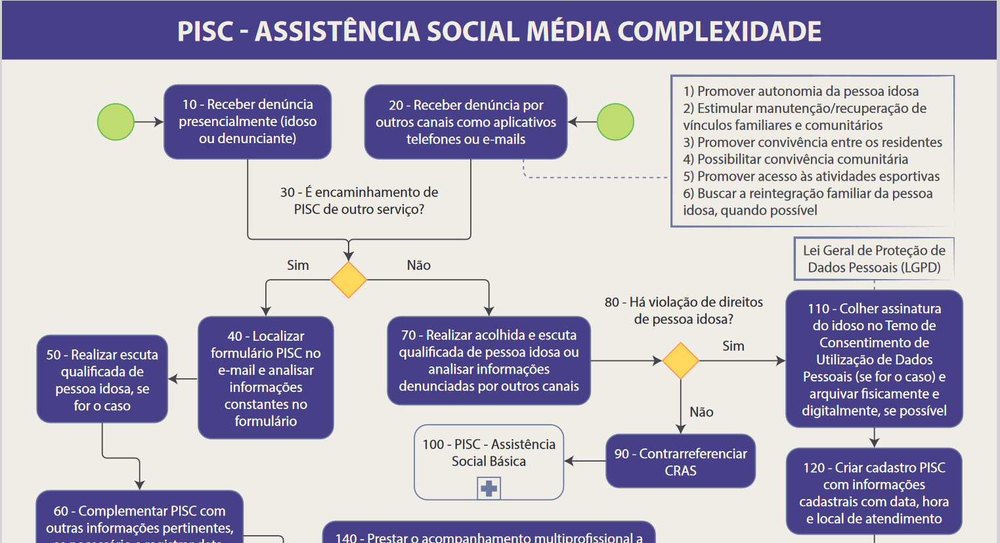 PISC - ASSISTÊNCIA SOCIAL MÉDIA COMPLEXIDADE
10 - Receber denúncia
presencialmente (idoso
ou denunciante)
20 - Receber denúncia por
outros canais como aplicativos
telefones ou e-mails
1) Promover autonomia da pessoa idosa
2) Estimular manutenção/recuperação de
vínculos familiares e comunitários
3) Promover convivência entre os residentes
4) Possibilitar convivência comunitária
5) Promover acesso às atividades esportivas
6) Buscar a reintegração familiar da pessoa
idosa, quando possível
30 - É encaminhamento de
PISC de outro serviço?
Lei Geral de Proteção de
Dados Pessoais (LGPD)
Sim
Não
40 - Localizar
formulário PISC no
e-mail e analisar
informações
constantes no
formulário
50 - Realizar escuta
qualificada de
pessoa idosa, se
for o caso
70 - Realizar acolhida e escuta
qualificada de pessoa idosa ou
analisar informações
denunciadas por outros canais
80 - Há violação de direitos
de pessoa idosa?
Sim
Não
110 - Colher assinatura
do idoso no Temo de
Consentimento de
Utilização de Dados
Pessoais (se for o caso) e
arquivar fisicamente e
digitalmente, se possível
100 - PISC - Assistência
Social Básica
90 - Contrarreferenciar
CRAS
120 - Criar cadastro PISC
com informações
cadastrais com data, hora
e local de atendimento
60 - Complementar PISC com
outras informações pertinentes,
se necessário e registrar data
140 - Prestar o acompanhamento multiprofissional a